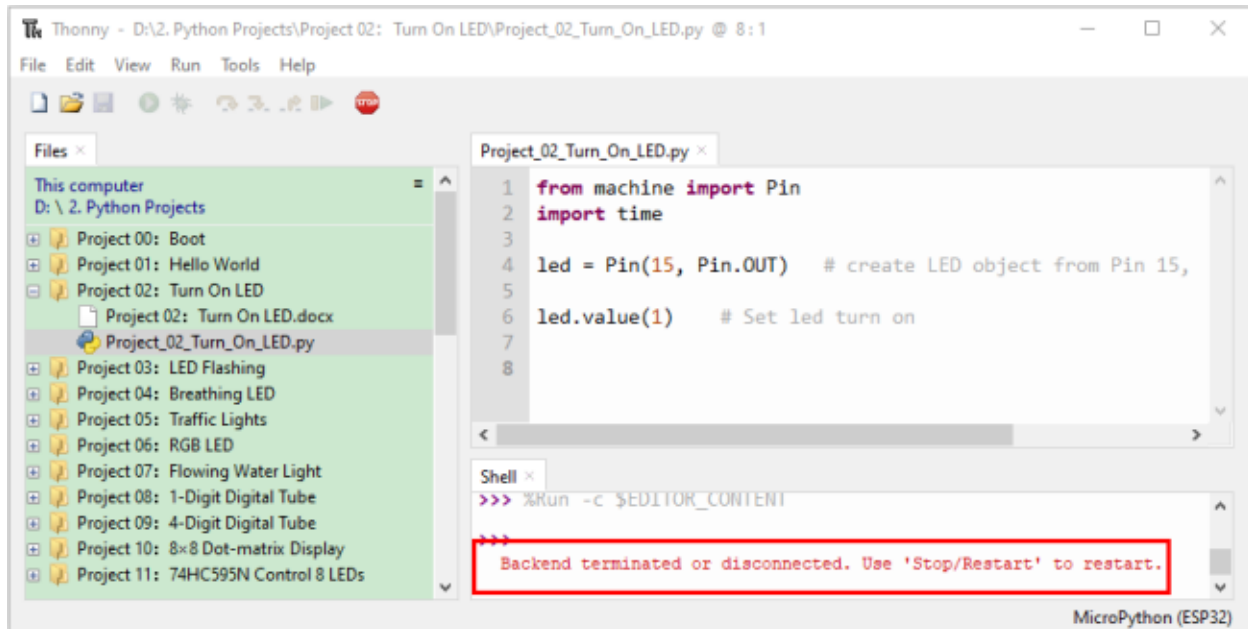 Thonny - D:\2. Python Projects\Project 02: Turn On LED\Project_02_Turn_On_LED.py @ 8:1
File Edit View Run Tools Help
STOP
Files ×
This computer
D: \ 2. Python Projects
Project 00: Boot
Project 01: Hello World
Project 02: Turn On LED
Project 02: Turn On LED.docx
Project_02_Turn_On_LED.py
Project 03: LED Flashing
Project 04: Breathing LED
Project 05: Traffic Lights
Project 06: RGB LED
Project 07: Flowing Water Light
Project 08: 1-Digit Digital Tube
Project 09: 4-Digit Digital Tube
Project 10: 8×8 Dot-matrix Display
Project 11: 74HC595N Control 8 LEDs
Project_02_Turn_On_LED.py ×
1 from machine import Pin
2 import time
3
4 led = Pin(15, Pin.OUT) # create LED object from Pin 15,
5
6 led.value(1) # Set led turn on
7
8
Shell ×
>>> %Run -c $EDITOR_CONTENT
>>>
Backend terminated or disconnected. Use 'Stop/Restart' to restart.
MicroPython (ESP32)